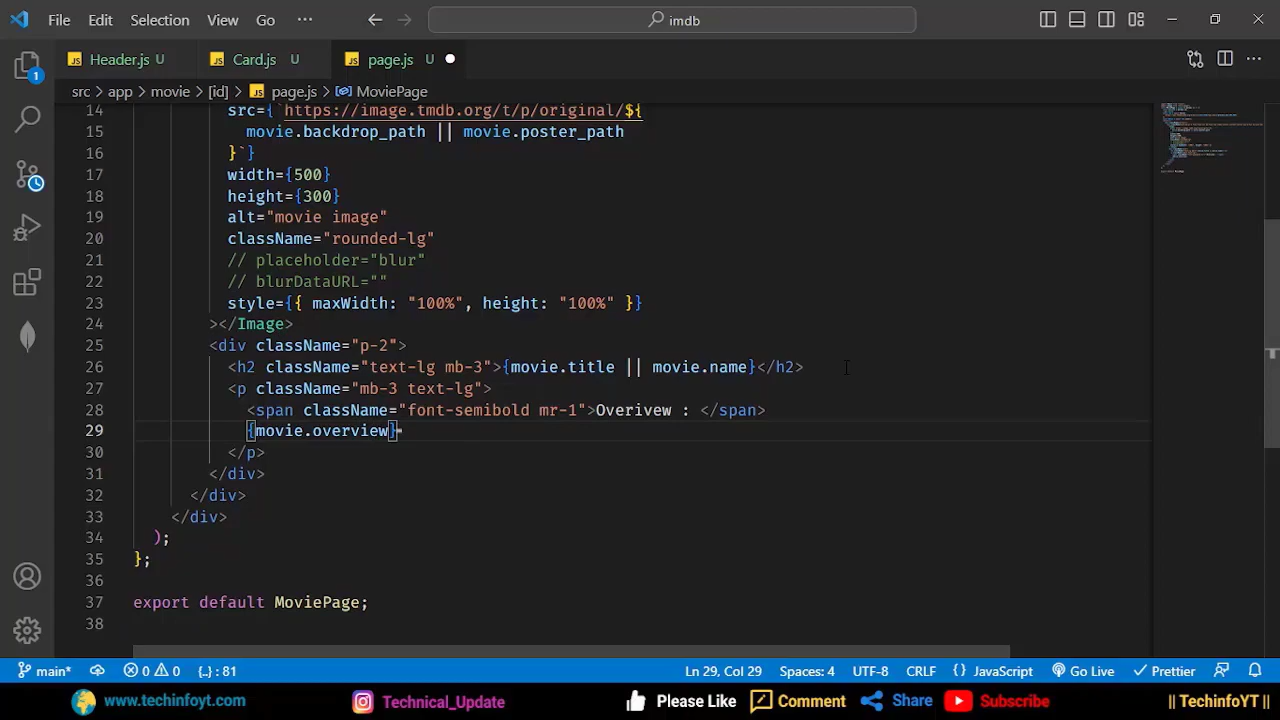 File Edit Selection View Go ··· imdb
Header.js U Card.js U page.js U
src > app > movie > [id] > page.js > MoviePage
14 src={`https://image.tmdb.org/t/p/original/${
15 movie.backdrop_path || movie.poster_path
16 }`}
17 width={500}
18 height={300}
19 alt="movie image"
20 className="rounded-lg"
21 // placeholder="blur"
22 // blurDataURL=""
23 style={{ maxWidth: "100%", height: "100%" }}
24 ></Image>
25 <div className="p-2">
26 <h2 className="text-lg mb-3">{movie.title || movie.name}</h2>
27 <p className="mb-3 text-lg">
28 <span className="font-semibold mr-1">Overivew : </span>
29 {movie.overview}
30 </p>
31 </div>
32 </div>
33 </div>
34 );
35 };
36
37 export default MoviePage;
38
main* 0 0 {..} : 81 Ln 29, Col 29 Spaces: 4 UTF-8 CRLF {} JavaScript Go Live Prettier
www.techinfoyt.com Technical_Update Please Like Comment Share Subscribe || TechinfoYT ||